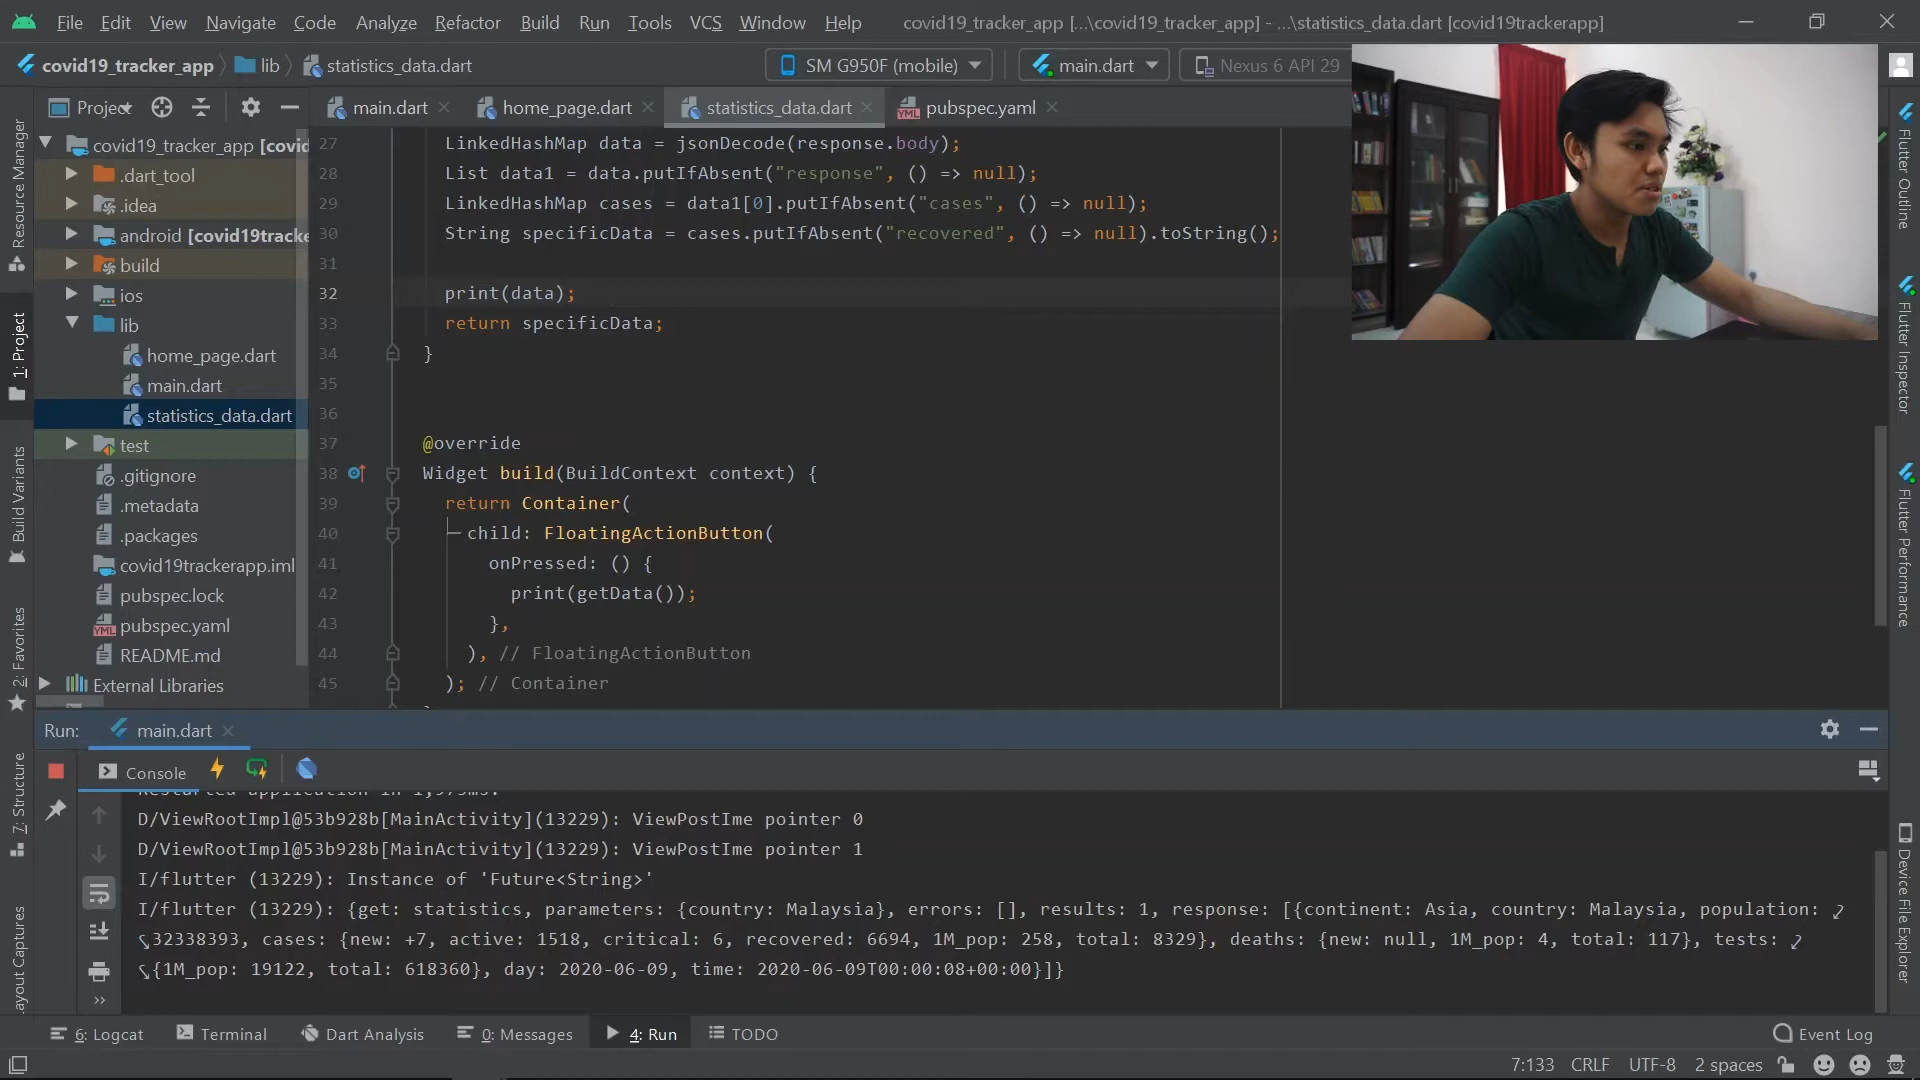 File Edit View Navigate Code Analyze Refactor Build Run Tools VCS Window Help covid19_tracker_app [...\covid19_tracker_app] - ...\statistics_data.dart [covid19trackerapp]
covid19_tracker_app lib statistics_data.dart SM G950F (mobile) main.dart Nexus 6 API 29
Project main.dart home_page.dart statistics_data.dart pubspec.yaml
Resource Manager
1: Project
Build Variants
2: Favorites
7: Structure
ayout Captures
covid19_tracker_app [covid
.dart_tool
.idea
android [covid19tracke
build
ios
lib
home_page.dart
main.dart
statistics_data.dart
test
.gitignore
.metadata
.packages
covid19trackerapp.iml
pubspec.lock
pubspec.yaml
README.md
External Libraries
27 LinkedHashMap data = jsonDecode(response.body);
28 List data1 = data.putIfAbsent("response", () => null);
29 LinkedHashMap cases = data1[0].putIfAbsent("cases", () => null);
30 String specificData = cases.putIfAbsent("recovered", () => null).toString();
31
32 print(data);
33 return specificData;
34 }
35
36
37 @override
38 Widget build(BuildContext context) {
39 return Container(
40 child: FloatingActionButton(
41 onPressed: () {
42 print(getData());
43 },
44 ), // FloatingActionButton
45 ); // Container
Flutter Outline
Flutter Inspector
Flutter Performance
Device File Explorer
Run: main.dart
Console
Restarted application in 1,973ms.
D/ViewRootImpl@53b928b[MainActivity](13229): ViewPostIme pointer 0
D/ViewRootImpl@53b928b[MainActivity](13229): ViewPostIme pointer 1
I/flutter (13229): Instance of 'Future<String>'
I/flutter (13229): {get: statistics, parameters: {country: Malaysia}, errors: [], results: 1, response: [{continent: Asia, country: Malaysia, population:
32338393, cases: {new: +7, active: 1518, critical: 6, recovered: 6694, 1M_pop: 258, total: 8329}, deaths: {new: null, 1M_pop: 4, total: 117}, tests:
{1M_pop: 19122, total: 618360}, day: 2020-06-09, time: 2020-06-09T00:00:08+00:00}]}
6: Logcat Terminal Dart Analysis 0: Messages 4: Run TODO Event Log
7:133 CRLF UTF-8 2 spaces